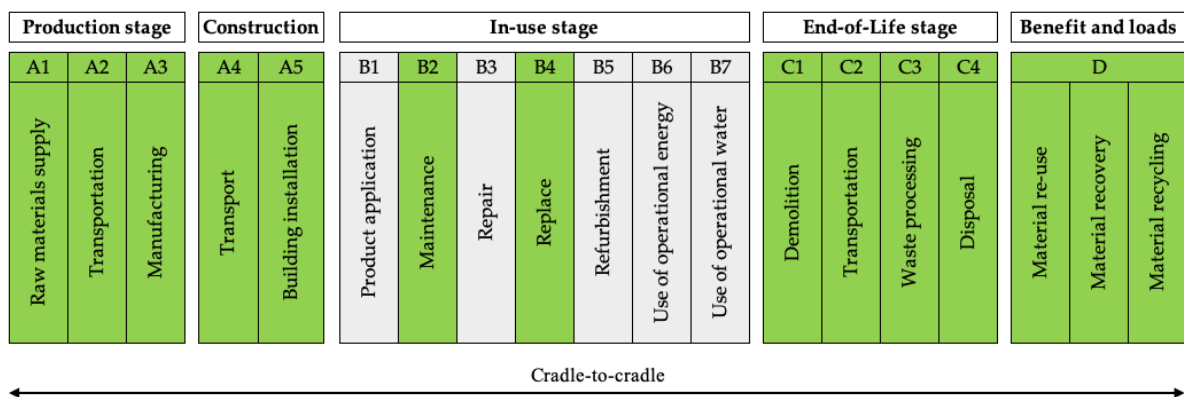 Production stage
Construction
In-use stage
End-of-Life stage
Benefit and loads
A1
A2
A3
A4
A5
B1
B2
B3
B4
B5
B6
B7
C1
C2
C3
C4
D
Raw materials supply
Transportation
Manufacturing
Transport
Building installation
Product application
Maintenance
Repair
Replace
Refurbishment
Use of operational energy
Use of operational water
Demolition
Transportation
Waste processing
Disposal
Material re-use
Material recovery
Material recycling
Cradle-to-cradle